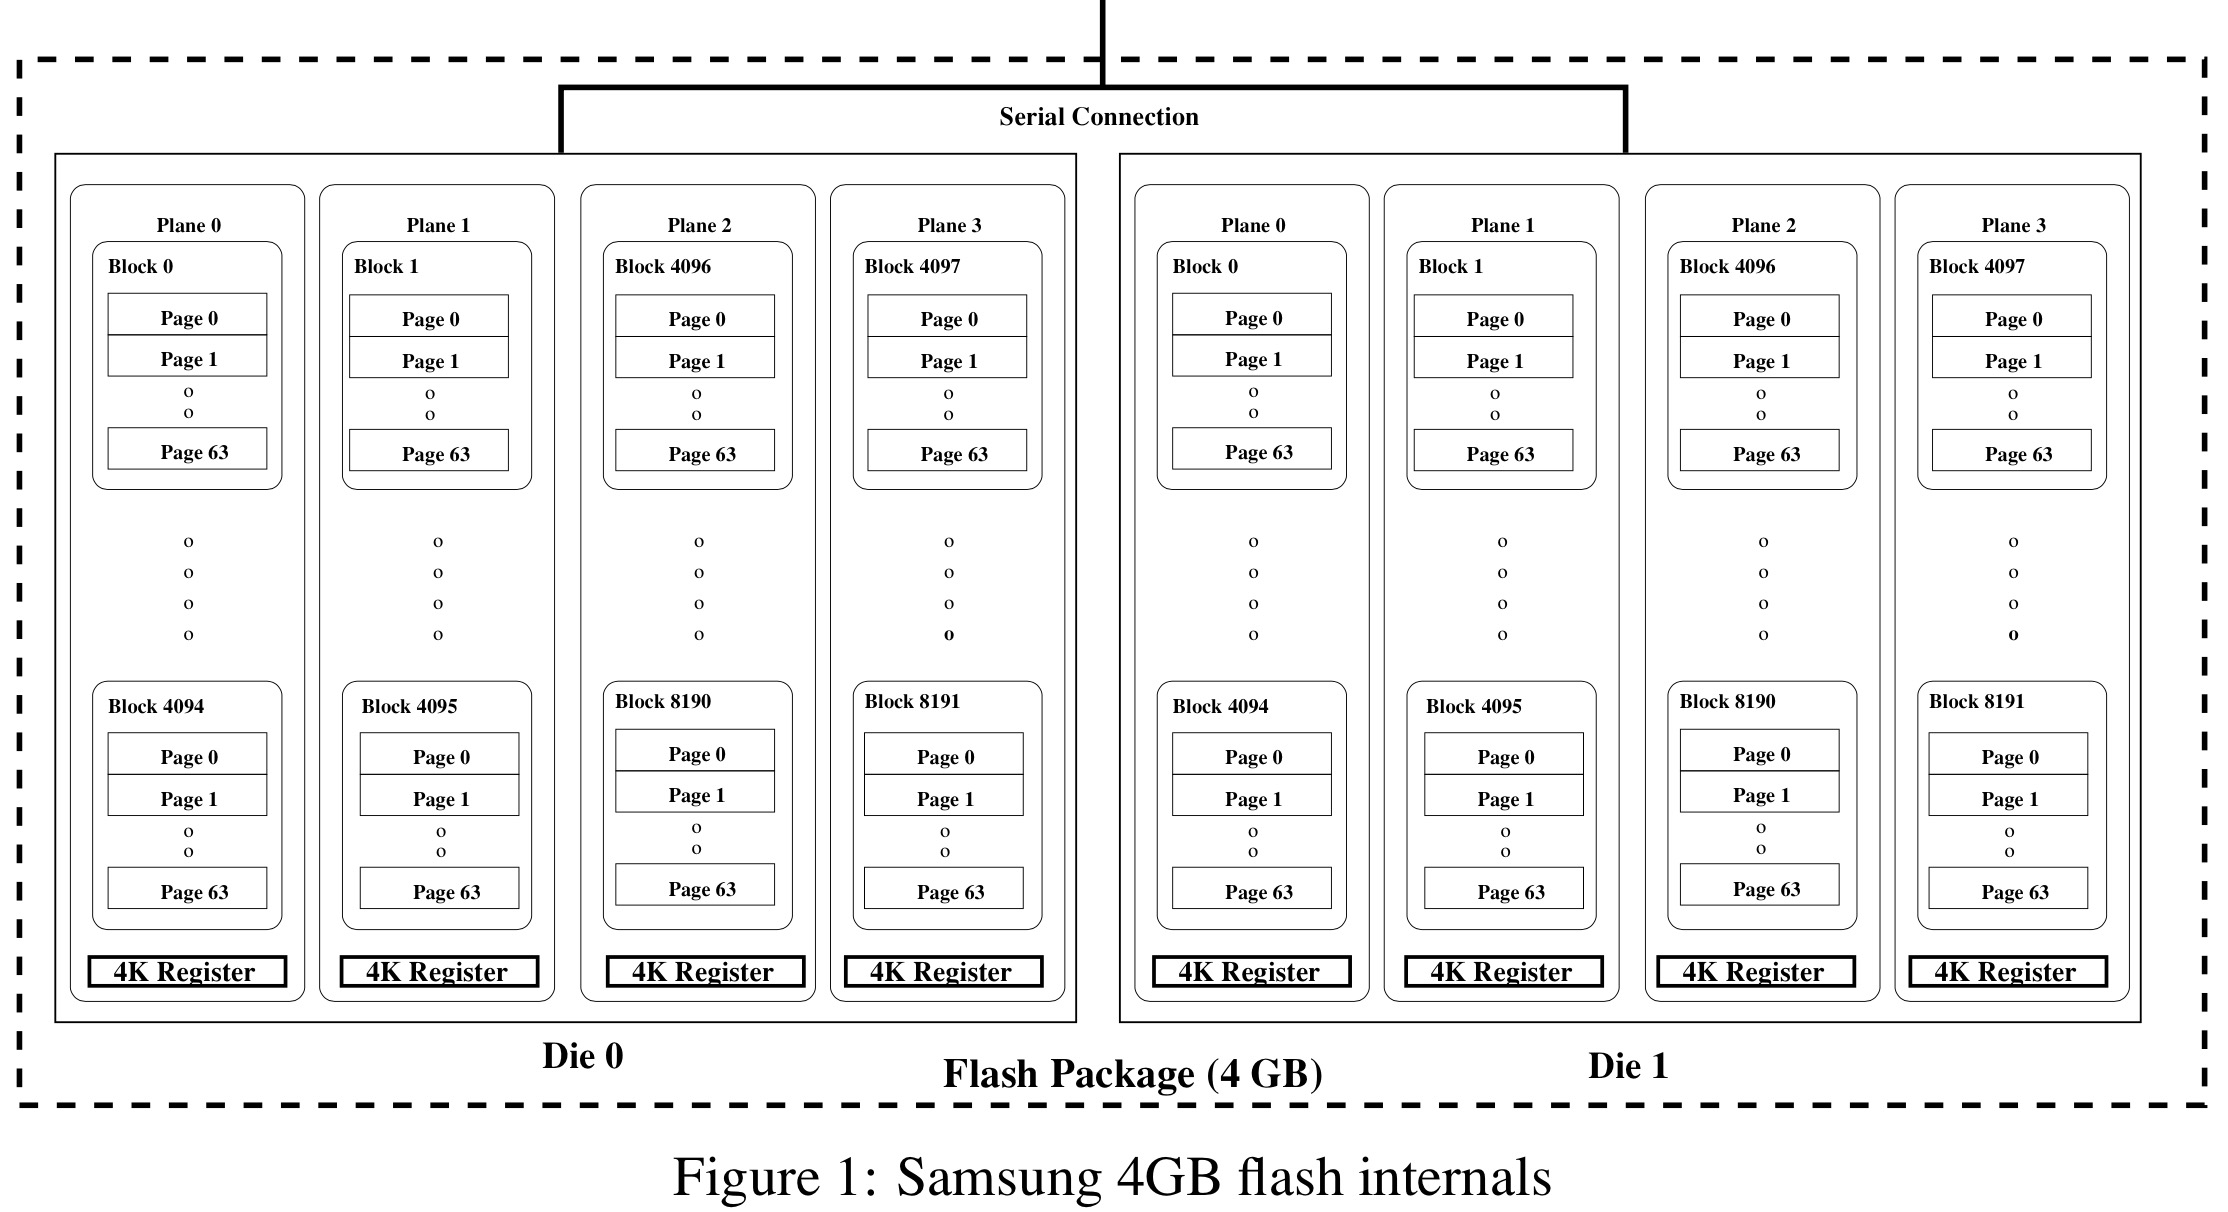 Serial Connection
Plane 0 Plane 1 Plane 2 Plane 3 Plane 0 Plane 1 Plane 2 Plane 3
Block 0 Block 1 Block 4096 Block 4097 Block 0 Block 1 Block 4096 Block 4097
Page 0 Page 0 Page 0 Page 0 Page 0 Page 0 Page 0 Page 0
Page 1 Page 1 Page 1 Page 1 Page 1 Page 1 Page 1 Page 1
o o o o o o o o
o o o o o o o o
Page 63 Page 63 Page 63 Page 63 Page 63 Page 63 Page 63 Page 63
o o o o o o o o
o o o o o o o o
o o o o o o o o
o o o o o o o o
Block 4094 Block 4095 Block 8190 Block 8191 Block 4094 Block 4095 Block 8190 Block 8191
Page 0 Page 0 Page 0 Page 0 Page 0 Page 0 Page 0 Page 0
Page 1 Page 1 Page 1 Page 1 Page 1 Page 1 Page 1 Page 1
o o o o o o o o
o o o o o o o o
Page 63 Page 63 Page 63 Page 63 Page 63 Page 63 Page 63 Page 63
4K Register 4K Register 4K Register 4K Register 4K Register 4K Register 4K Register 4K Register
Die 0 Die 1
Flash Package (4 GB)
Figure 1: Samsung 4GB flash internals